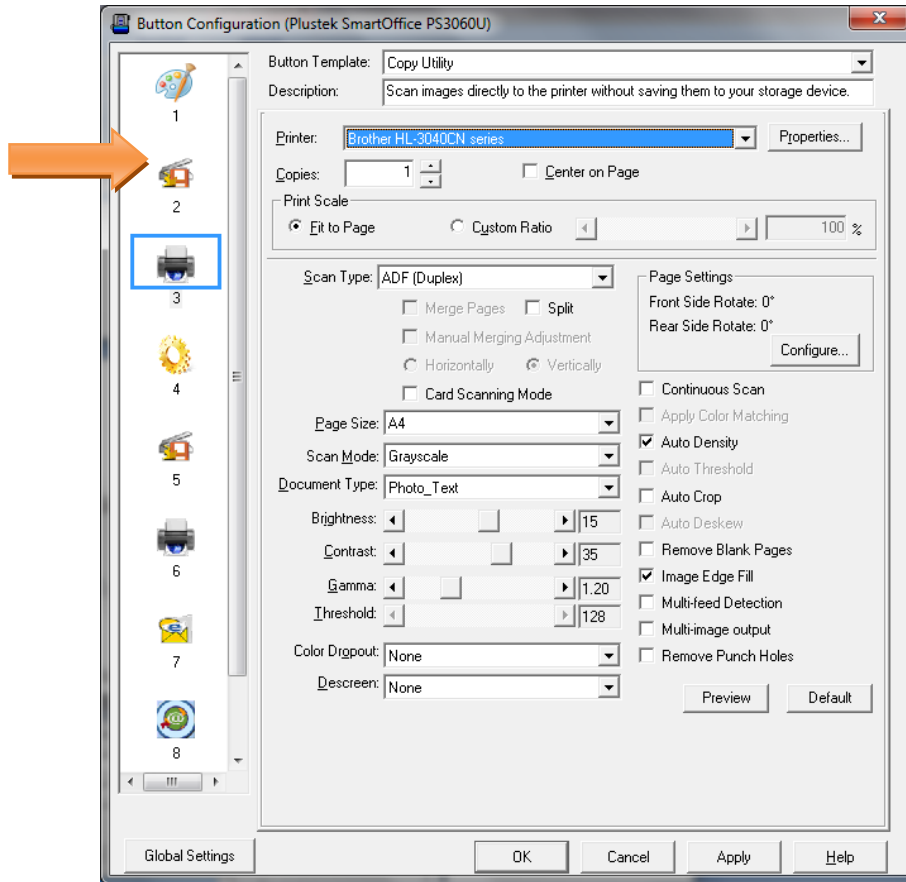 Button Configuration (Plustek SmartOffice PS3060U)
1
2
3
4
5
6
7
8
Button Template: Copy Utility
Description: Scan images directly to the printer without saving them to your storage device.
Printer: Brother HL-3040CN series Properties...
Copies: 1 Center on Page
Print Scale
Fit to Page Custom Ratio 100 %
Scan Type: ADF (Duplex)
Merge Pages Split
Manual Merging Adjustment
Horizontally Vertically
Card Scanning Mode
Page Size: A4
Scan Mode: Grayscale
Document Type: Photo_Text
Brightness: 15
Contrast: 35
Gamma: 1.20
Threshold: 128
Color Dropout: None
Descreen: None
Page Settings
Front Side Rotate: 0°
Rear Side Rotate: 0°
Configure...
Continuous Scan
Apply Color Matching
Auto Density
Auto Threshold
Auto Crop
Auto Deskew
Remove Blank Pages
Image Edge Fill
Multi-feed Detection
Multi-image output
Remove Punch Holes
Preview Default
Global Settings OK Cancel Apply Help